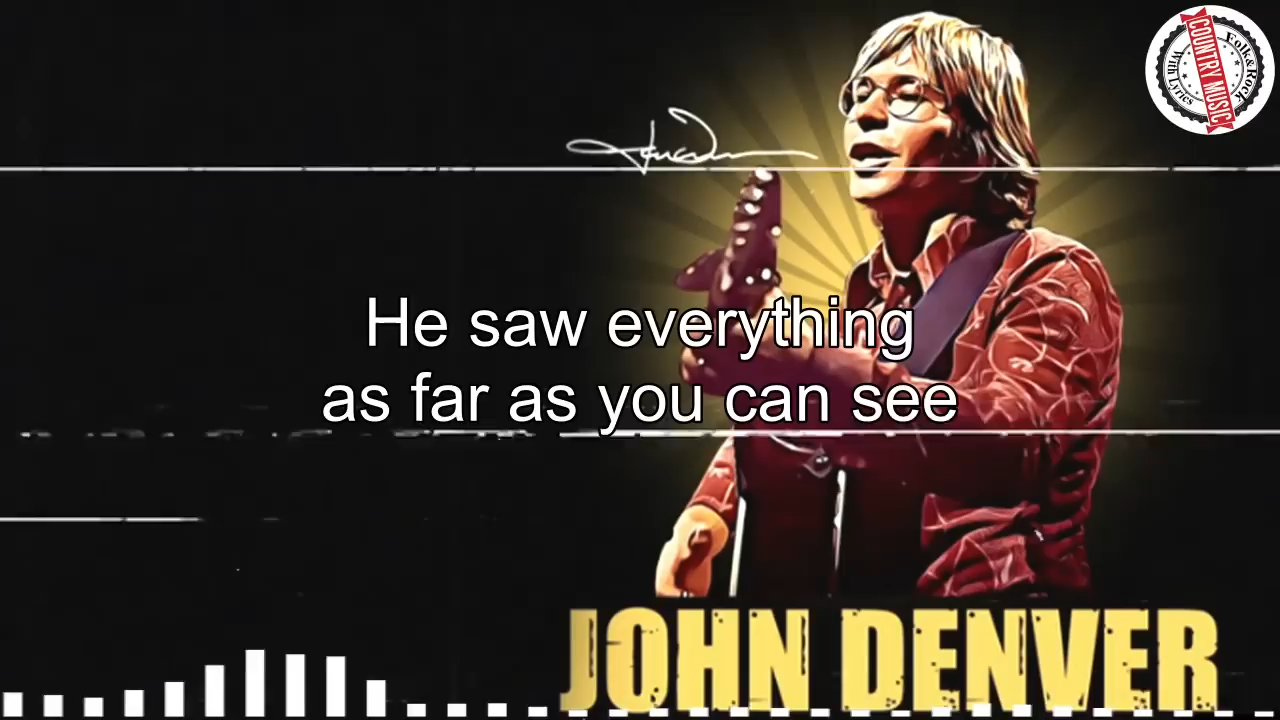 COUNTRY MUSIC
Folk&Rock
With Lyrics
He saw everything
as far as you can see
JOHN DENVER